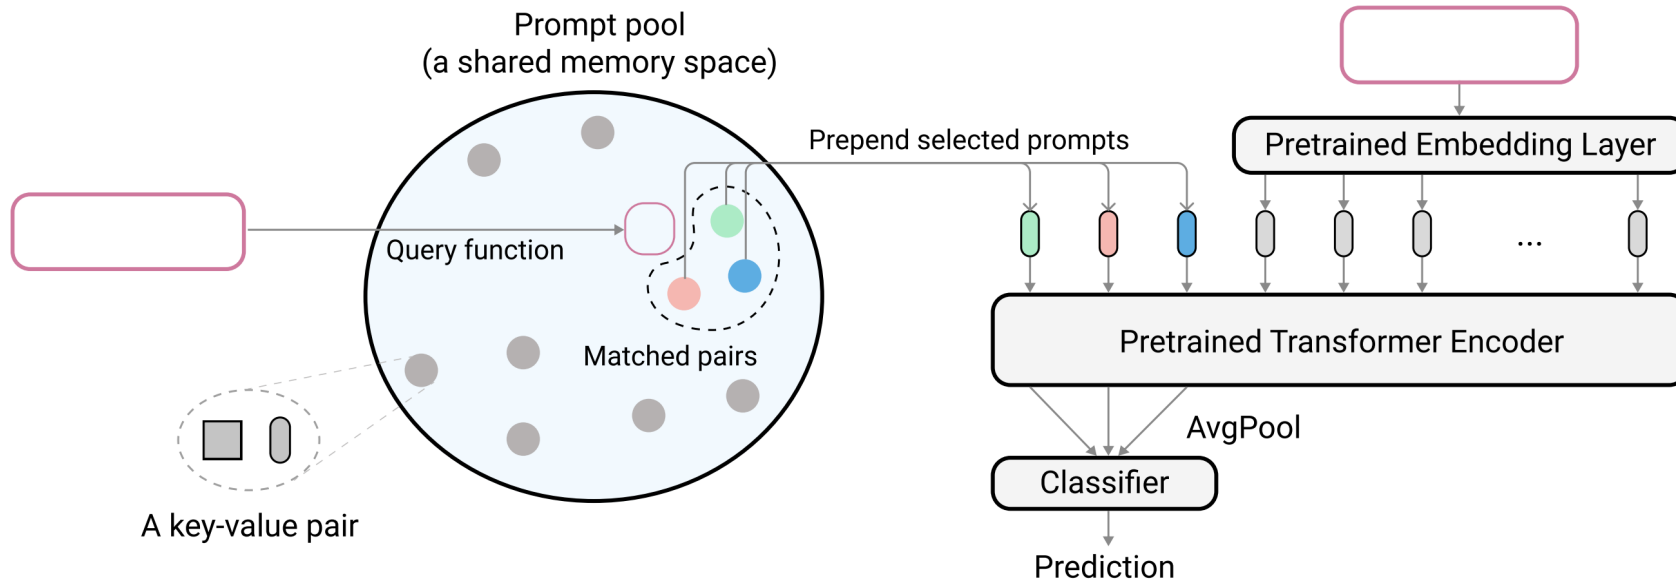 Prompt pool
(a shared memory space)
Prepend selected prompts
Pretrained Embedding Layer
Query function
...
Matched pairs
Pretrained Transformer Encoder
AvgPool
Classifier
A key-value pair
Prediction